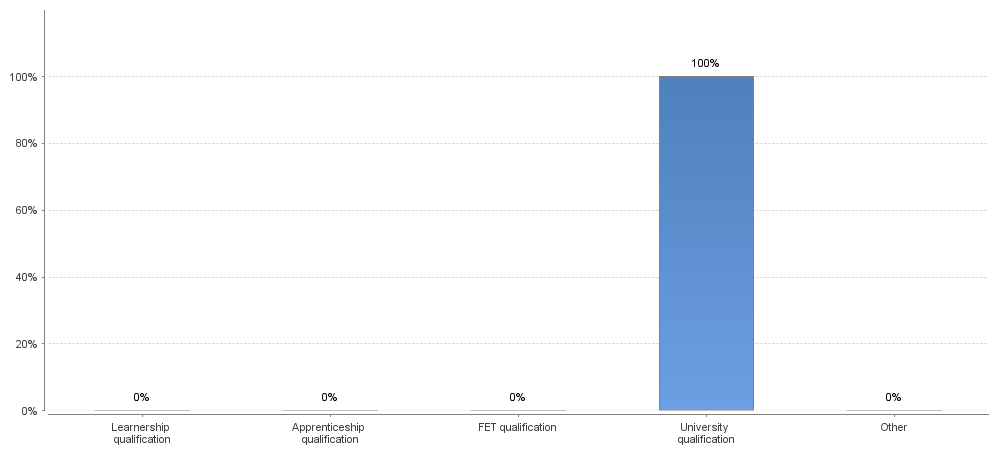 100%
80%
60%
40%
20%
0%
0%
0%
0%
100%
0%
Learnership
qualification
Apprenticeship
qualification
FET qualification
University
qualification
Other